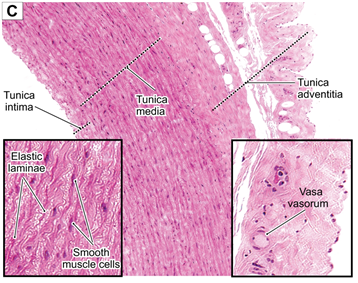 C
Tunica
intima
Tunica
media
Tunica
adventitia
Elastic
laminae
Smooth
muscle cells
Vasa
vasorum